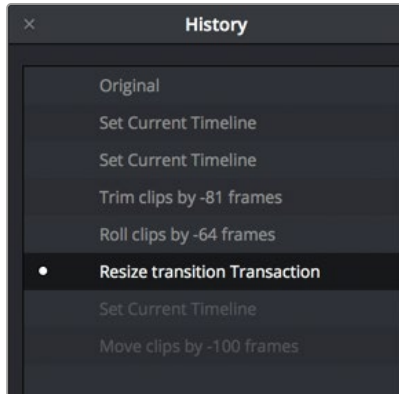 History
Original
Set Current Timeline
Set Current Timeline
Trim clips by -81 frames
Roll clips by -64 frames
Resize transition Transaction
Set Current Timeline
Move clips by -100 frames